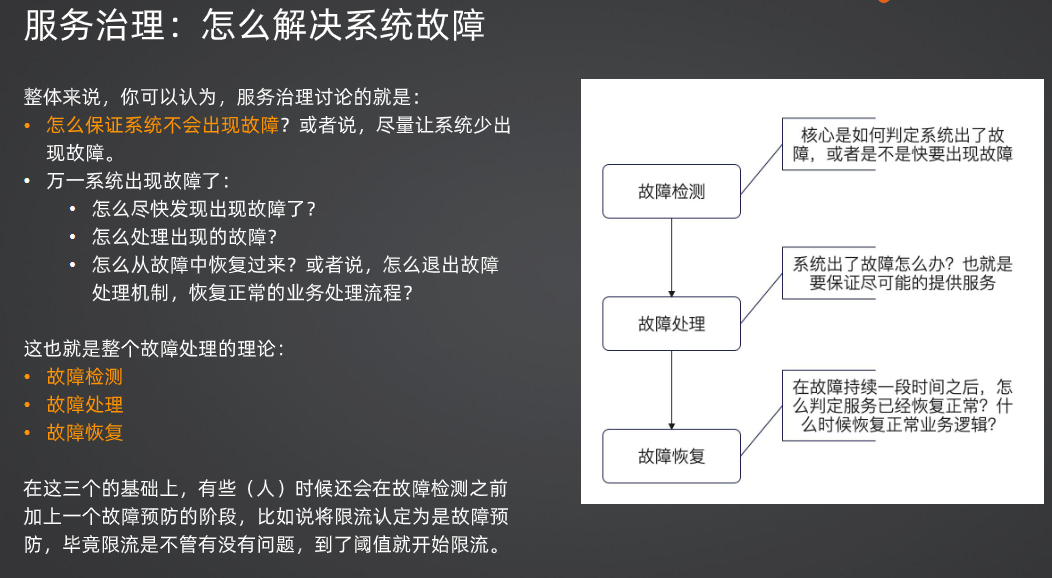 服务治理：怎么解决系统故障
整体来说，你可以认为，服务治理讨论的就是：
• 怎么保证系统不会出现故障？或者说，尽量让系统少出
现故障。
• 万一系统出现故障了：
• 怎么尽快发现出现故障了？
• 怎么处理出现的故障？
• 怎么从故障中恢复过来？或者说，怎么退出故障
处理机制，恢复正常的业务处理流程？
这也就是整个故障处理的理论：
• 故障检测
• 故障处理
• 故障恢复
在这三个的基础上，有些（人）时候还会在故障检测之前
加上一个故障预防的阶段，比如说将限流认定为是故障预
防，毕竟限流是不管有没有问题，到了阈值就开始限流。
故障检测
核心是如何判定系统出了故
障，或者是不是快要出现故障
故障处理
系统出了故障怎么办？也就是
要保证尽可能的提供服务
故障恢复
在故障持续一段时间之后，怎
么判定服务已经恢复正常？什
么时候恢复正常业务逻辑？